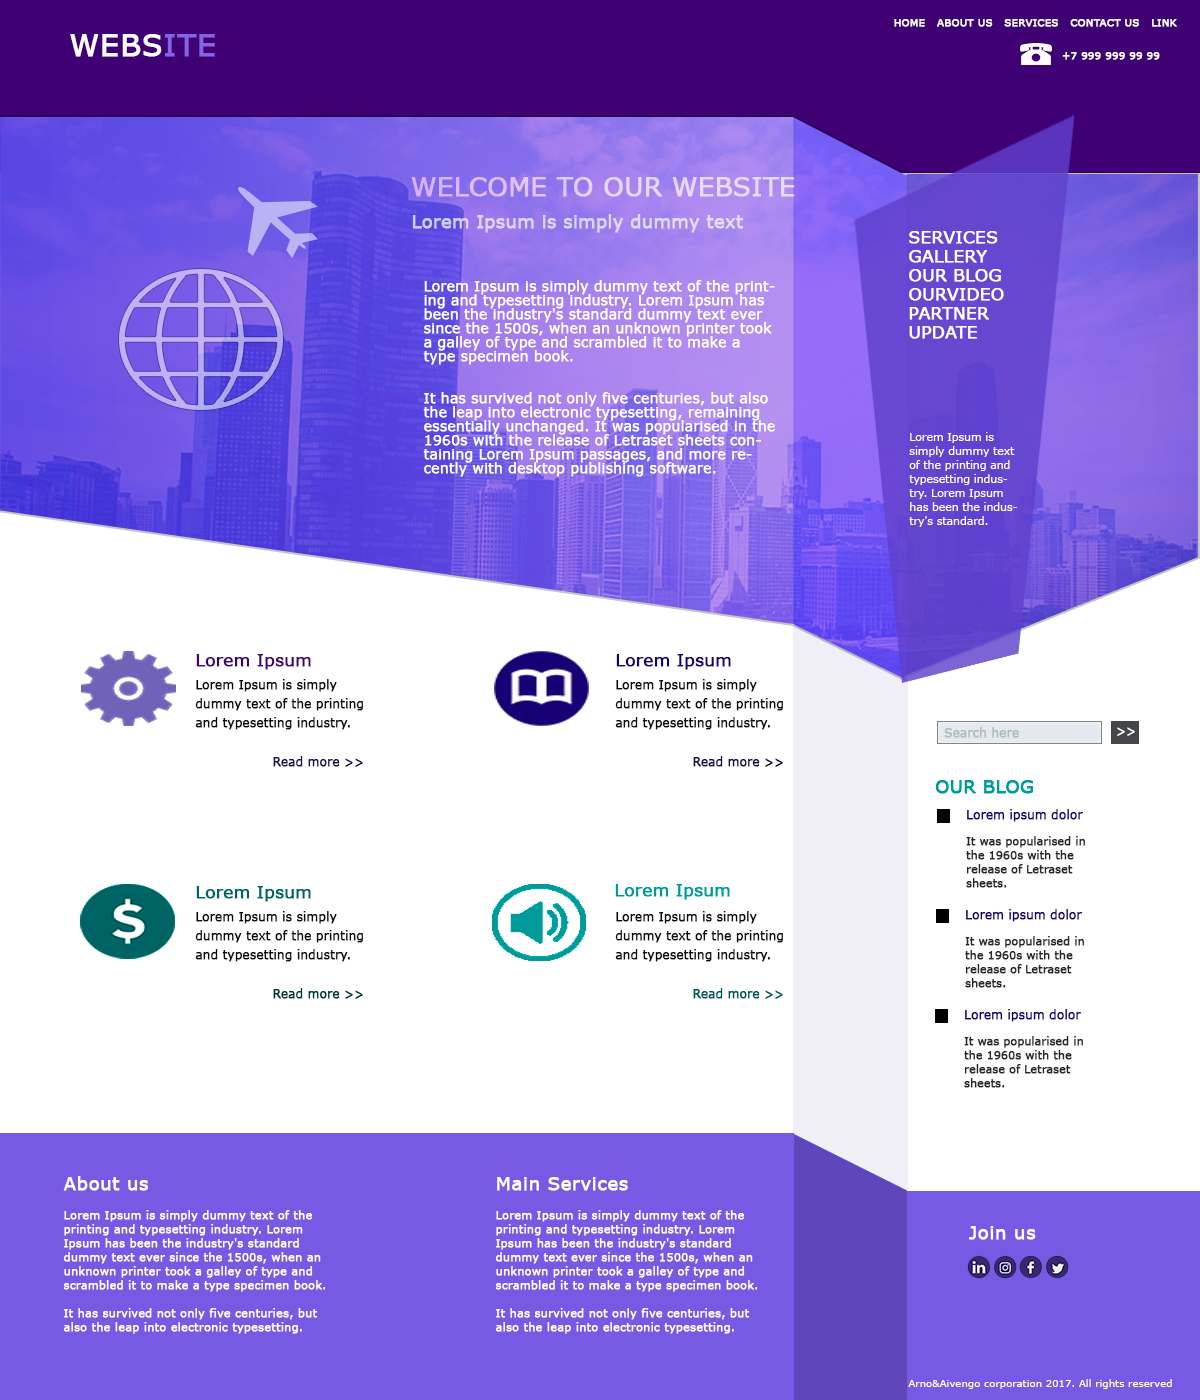 HOME ABOUT US SERVICES CONTACT US LINK
WEBSITE
+7 999 999 99 99
WELCOME TO OUR WEBSITE
Lorem Ipsum is simply dummy text
Lorem Ipsum is simply dummy text of the print-
ing and typesetting industry. Lorem Ipsum has
been the industry's standard dummy text ever
since the 1500s, when an unknown printer took
a galley of type and scrambled it to make a
type specimen book.
It has survived not only five centuries, but also
the leap into electronic typesetting, remaining
essentially unchanged. It was popularised in the
1960s with the release of Letraset sheets con-
taining Lorem Ipsum passages, and more re-
cently with desktop publishing software.
SERVICES
GALLERY
OUR BLOG
OURVIDEO
PARTNER
UPDATE
Lorem Ipsum is
simply dummy text
of the printing and
typesetting indus-
try. Lorem Ipsum
has been the indus-
try's standard.
Lorem Ipsum
Lorem Ipsum is simply
dummy text of the printing
and typesetting industry.
Read more >>
Lorem Ipsum
Lorem Ipsum is simply
dummy text of the printing
and typesetting industry.
Read more >>
Lorem Ipsum
Lorem Ipsum is simply
dummy text of the printing
and typesetting industry.
Read more >>
Lorem Ipsum
Lorem Ipsum is simply
dummy text of the printing
and typesetting industry.
Read more >>
Search here >>
OUR BLOG
Lorem ipsum dolor
It was popularised in
the 1960s with the
release of Letraset
sheets.
Lorem ipsum dolor
It was popularised in
the 1960s with the
release of Letraset
sheets.
Lorem ipsum dolor
It was popularised in
the 1960s with the
release of Letraset
sheets.
About us
Lorem Ipsum is simply dummy text of the
printing and typesetting industry. Lorem
Ipsum has been the industry's standard
dummy text ever since the 1500s, when an
unknown printer took a galley of type and
scrambled it to make a type specimen book.
It has survived not only five centuries, but
also the leap into electronic typesetting.
Main Services
Lorem Ipsum is simply dummy text of the
printing and typesetting industry. Lorem
Ipsum has been the industry's standard
dummy text ever since the 1500s, when an
unknown printer took a galley of type and
scrambled it to make a type specimen book.
It has survived not only five centuries, but
also the leap into electronic typesetting.
Join us
Arno&Aivengo corporation 2017. All rights reserved